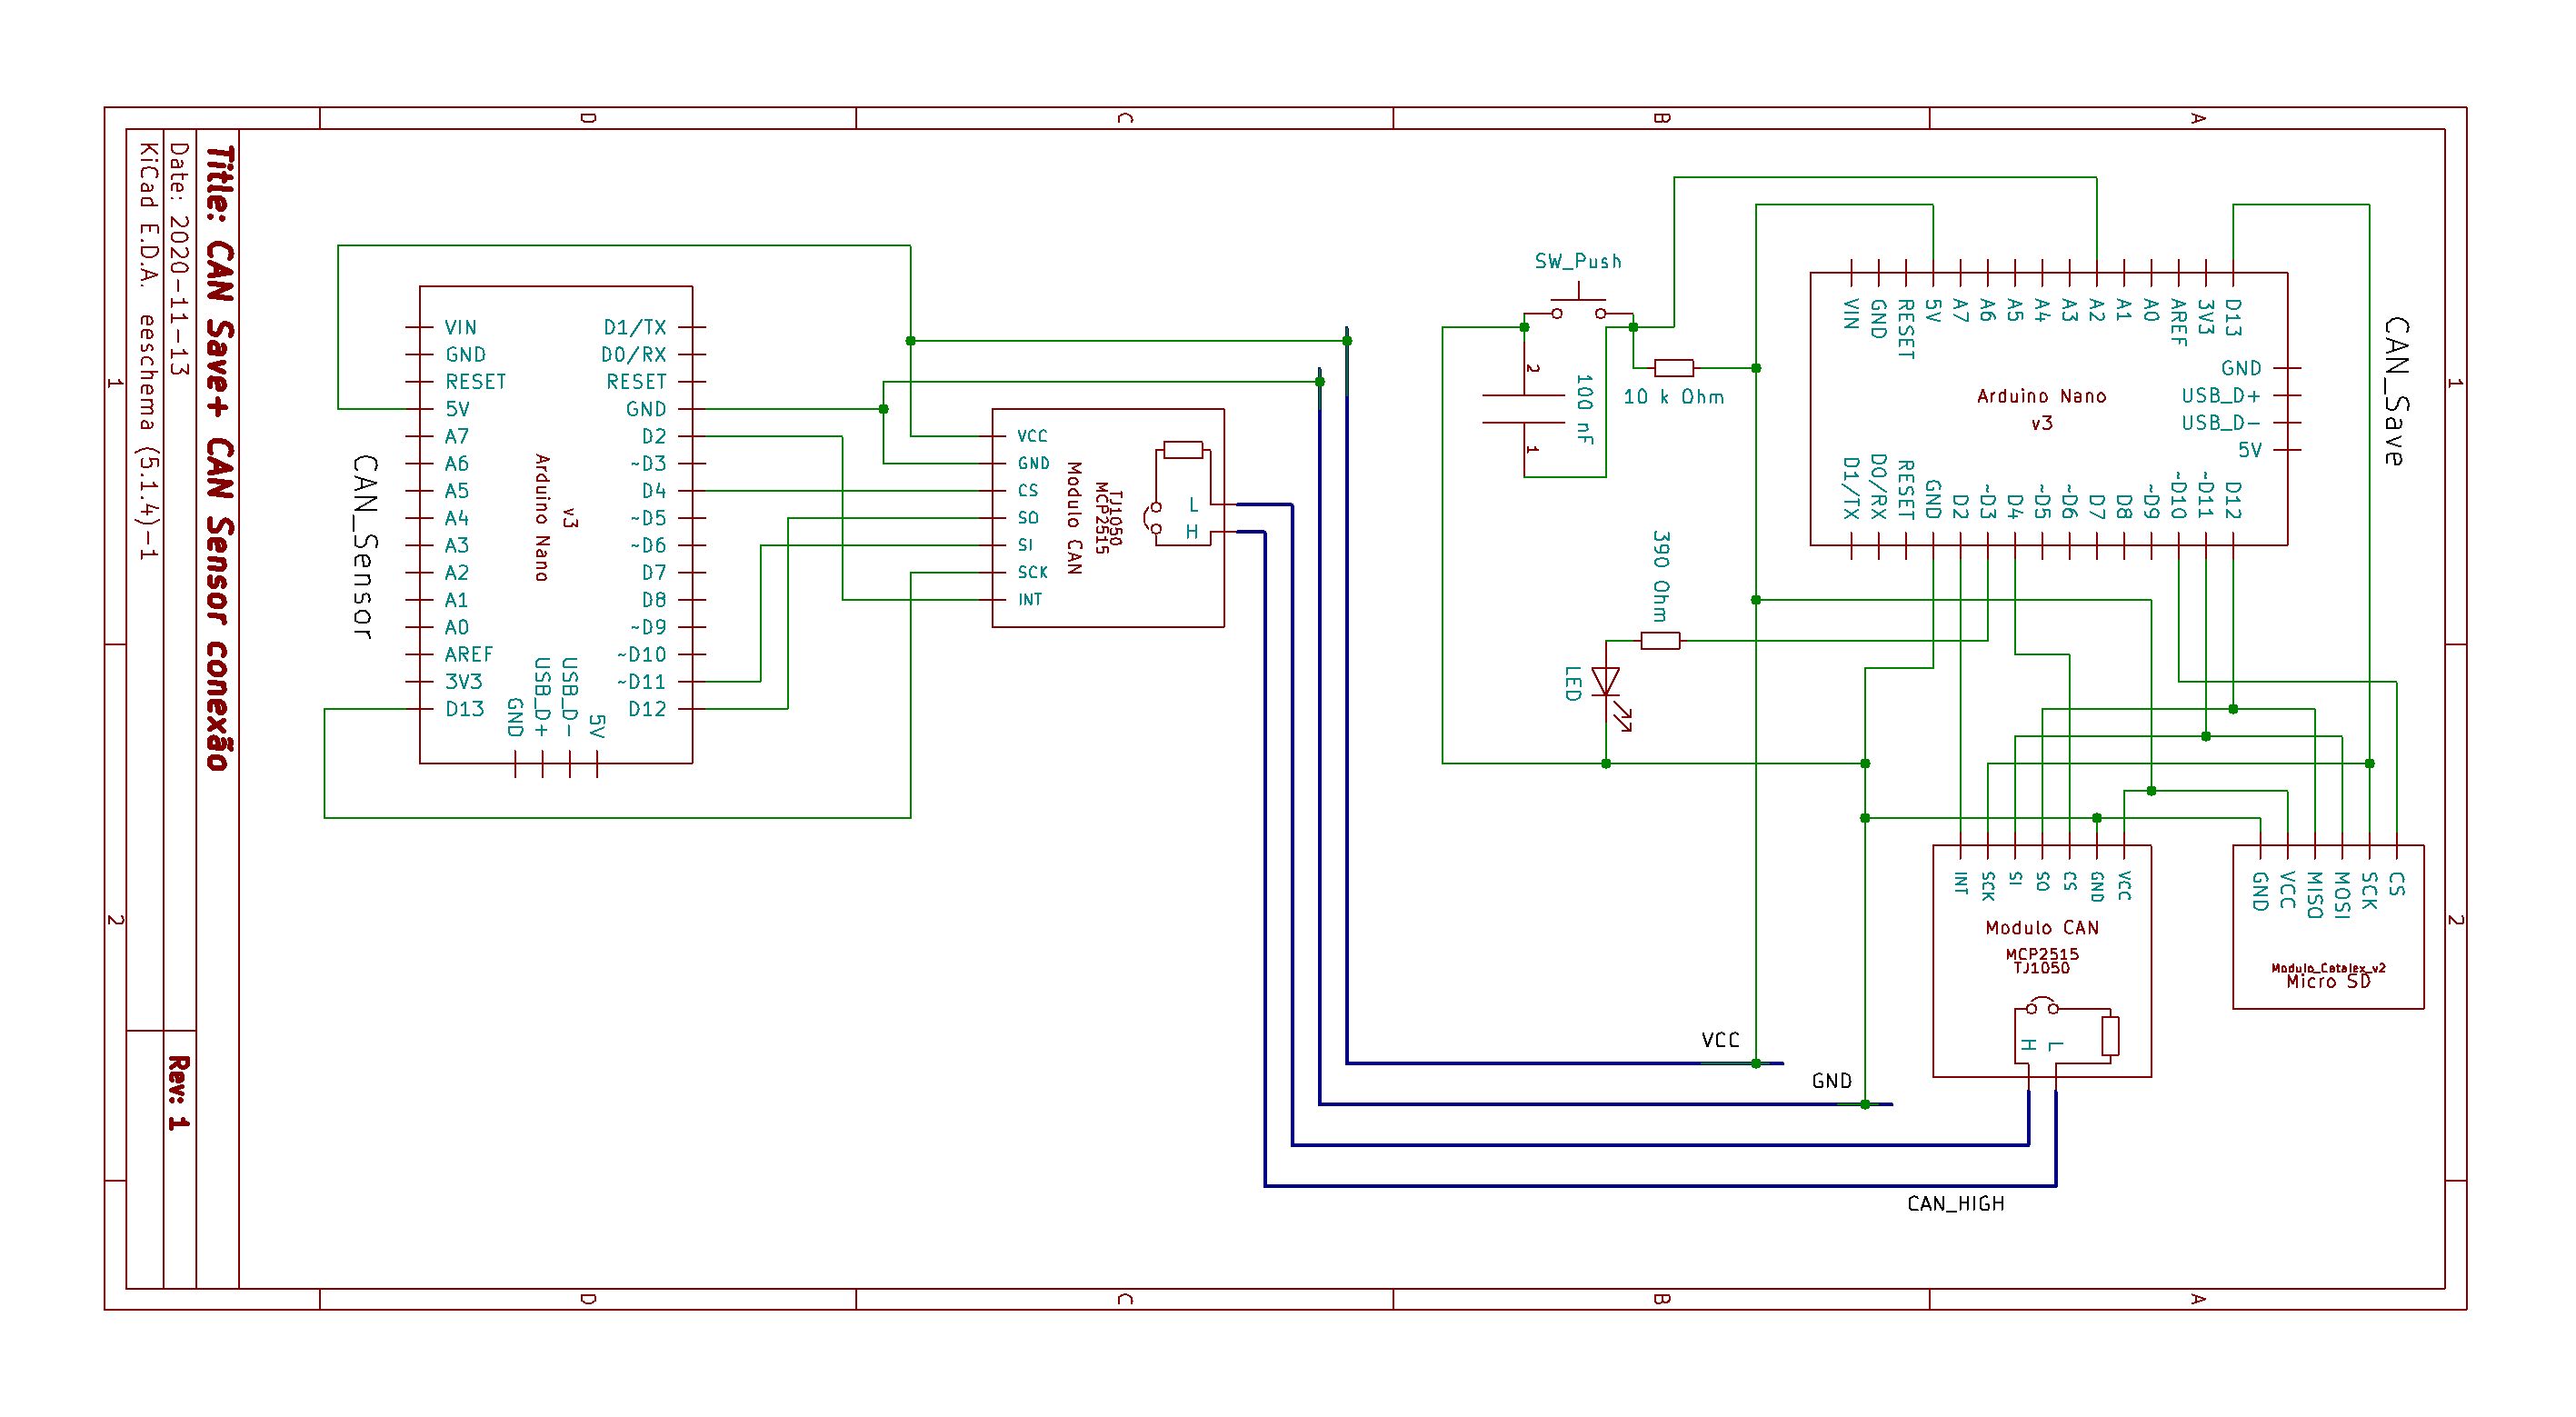 Title: CAN Save+ CAN Sensor conexão
Date: 2020-11-13
KiCad E.D.A.  eeschema (5.1.4)-1
Rev: 1
D
C
B
A
D
C
B
A
1
2
1
2
CAN_Sensor
Arduino Nano
v3
VIN
GND
RESET
5V
A7
A6
A5
A4
A3
A2
A1
A0
AREF
3V3
D13
D1/TX
D0/RX
RESET
GND
D2
~D3
D4
~D5
~D6
D7
D8
~D9
~D10
~D11
D12
GND
USB_D+
USB_D-
5V
VCC
GND
CS
SO
SI
SCK
INT
Modulo CAN
MCP2515
TJ1050
L
H
SW_Push
2
1
100 nF
10 k Ohm
390 Ohm
LED
CAN_Save
Arduino Nano
v3
VIN
GND
RESET
5V
A7
A6
A5
A4
A3
A2
A1
A0
AREF
3V3
D13
GND
USB_D+
USB_D-
5V
D1/TX
D0/RX
RESET
GND
D2
~D3
D4
~D5
~D6
D7
D8
~D9
~D10
~D11
D12
INT
SCK
SI
SO
CS
GND
VCC
Modulo CAN
MCP2515
TJ1050
H
L
GND
VCC
MISO
MOSI
SCK
CS
Modulo_Catalex_v2
Micro SD
VCC
GND
CAN_HIGH